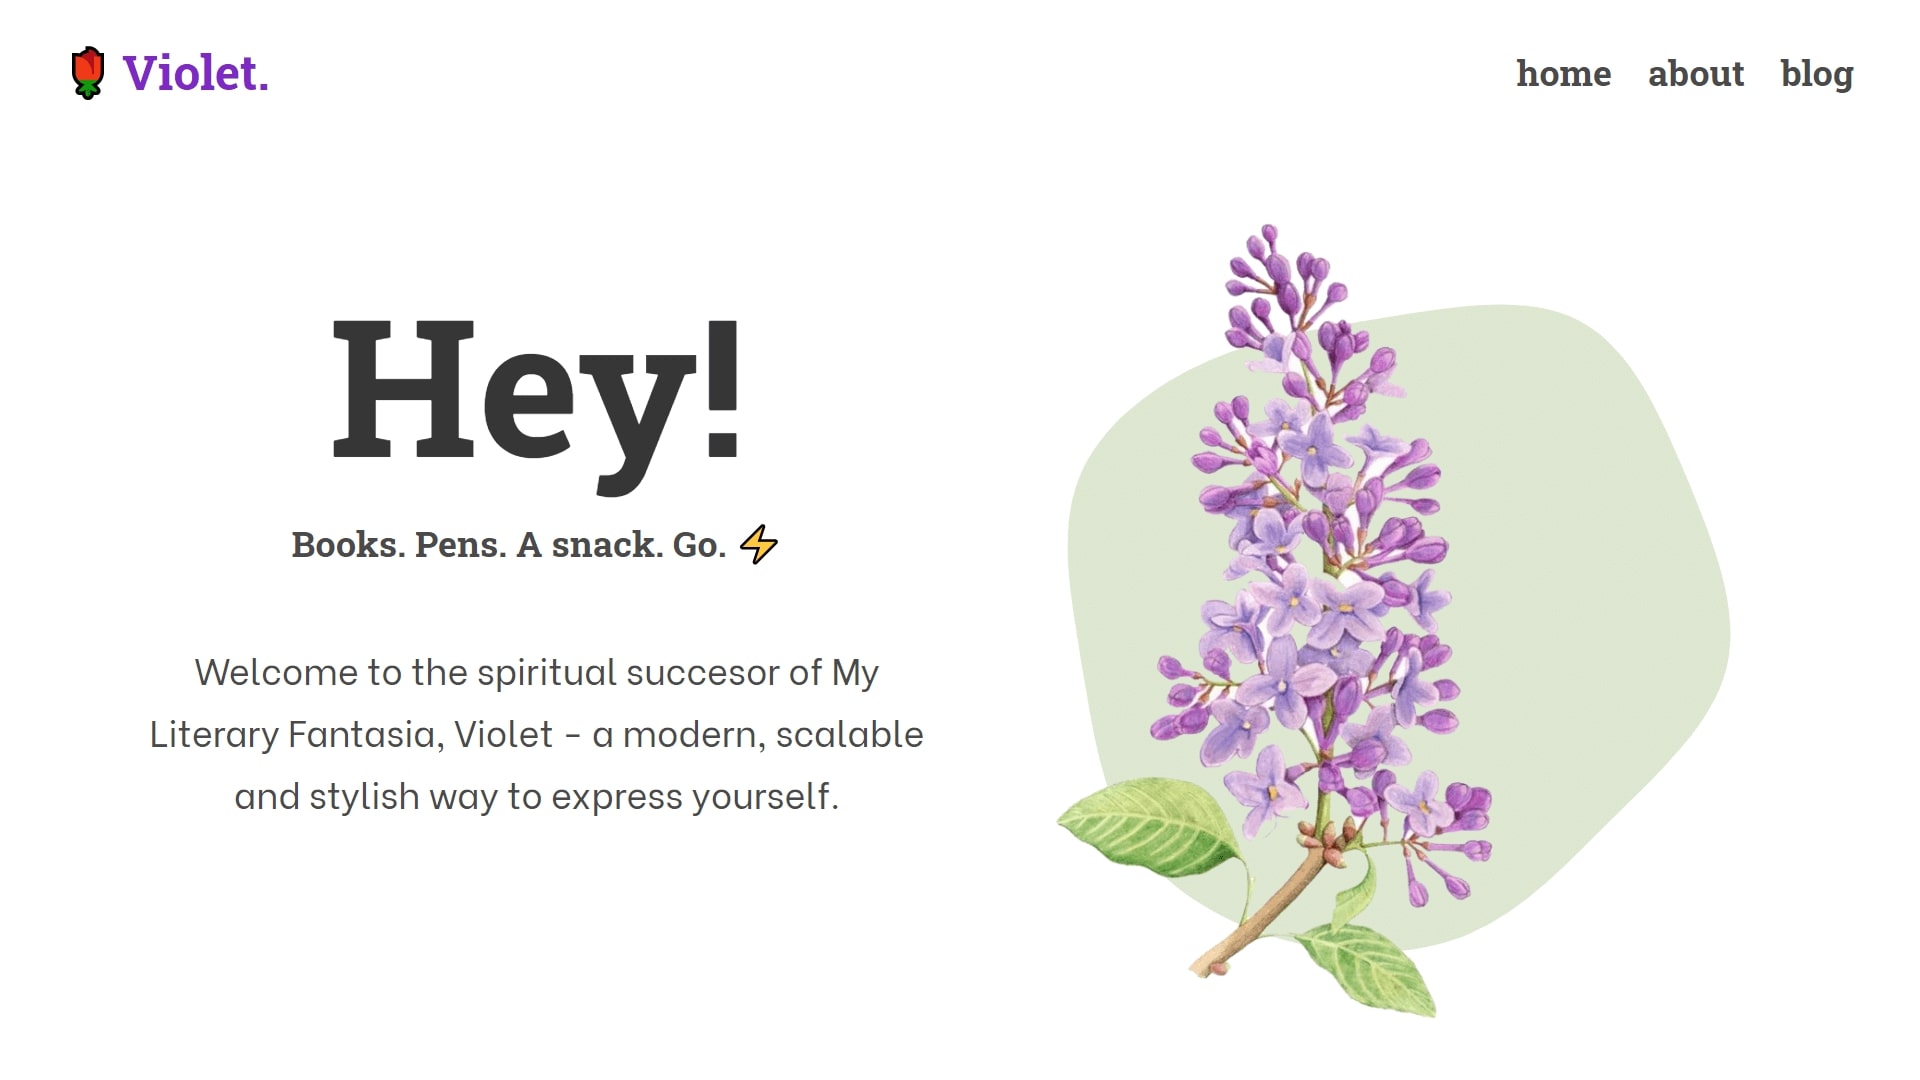 Violet.
home about blog
Hey!
Books. Pens. A snack. Go. ⚡
Welcome to the spiritual succesor of My
Literary Fantasia, Violet - a modern, scalable
and stylish way to express yourself.